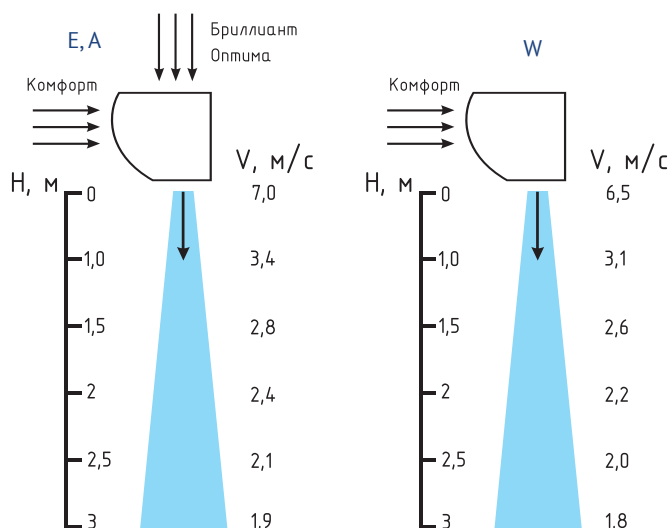 E, A
Бриллиант
Оптима
Комфорт
H, м
V, м/с
0
7,0
1,0
3,4
1,5
2,8
2
2,4
2,5
2,1
3
1,9
W
Комфорт
H, м
V, м/с
0
6,5
1,0
3,1
1,5
2,6
2
2,2
2,5
2,0
3
1,8